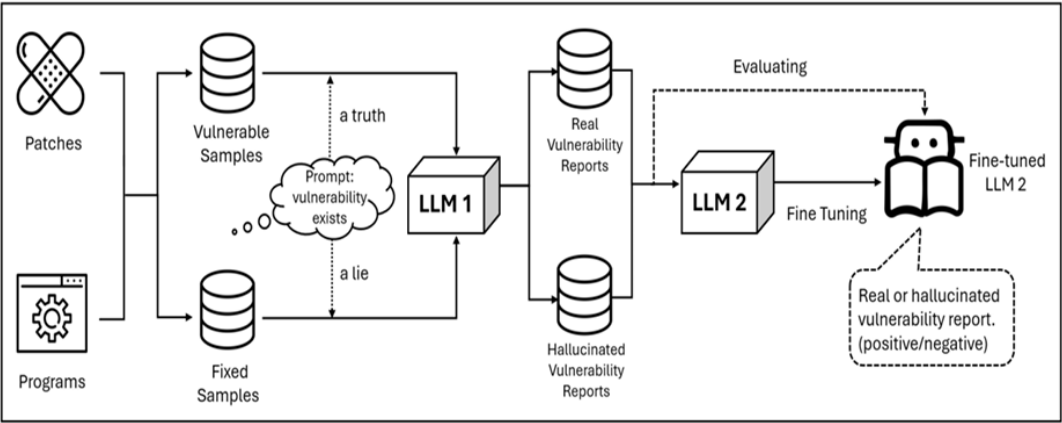 Patches
Programs
Vulnerable
Samples
Fixed
Samples
a truth
Prompt:
vulnerability
exists
a lie
LLM 1
Real
Vulnerability
Reports
Hallucinated
Vulnerability
Reports
Evaluating
LLM 2
Fine Tuning
Fine-tuned
LLM 2
Real or hallucinated
vulnerability report.
(positive/negative)